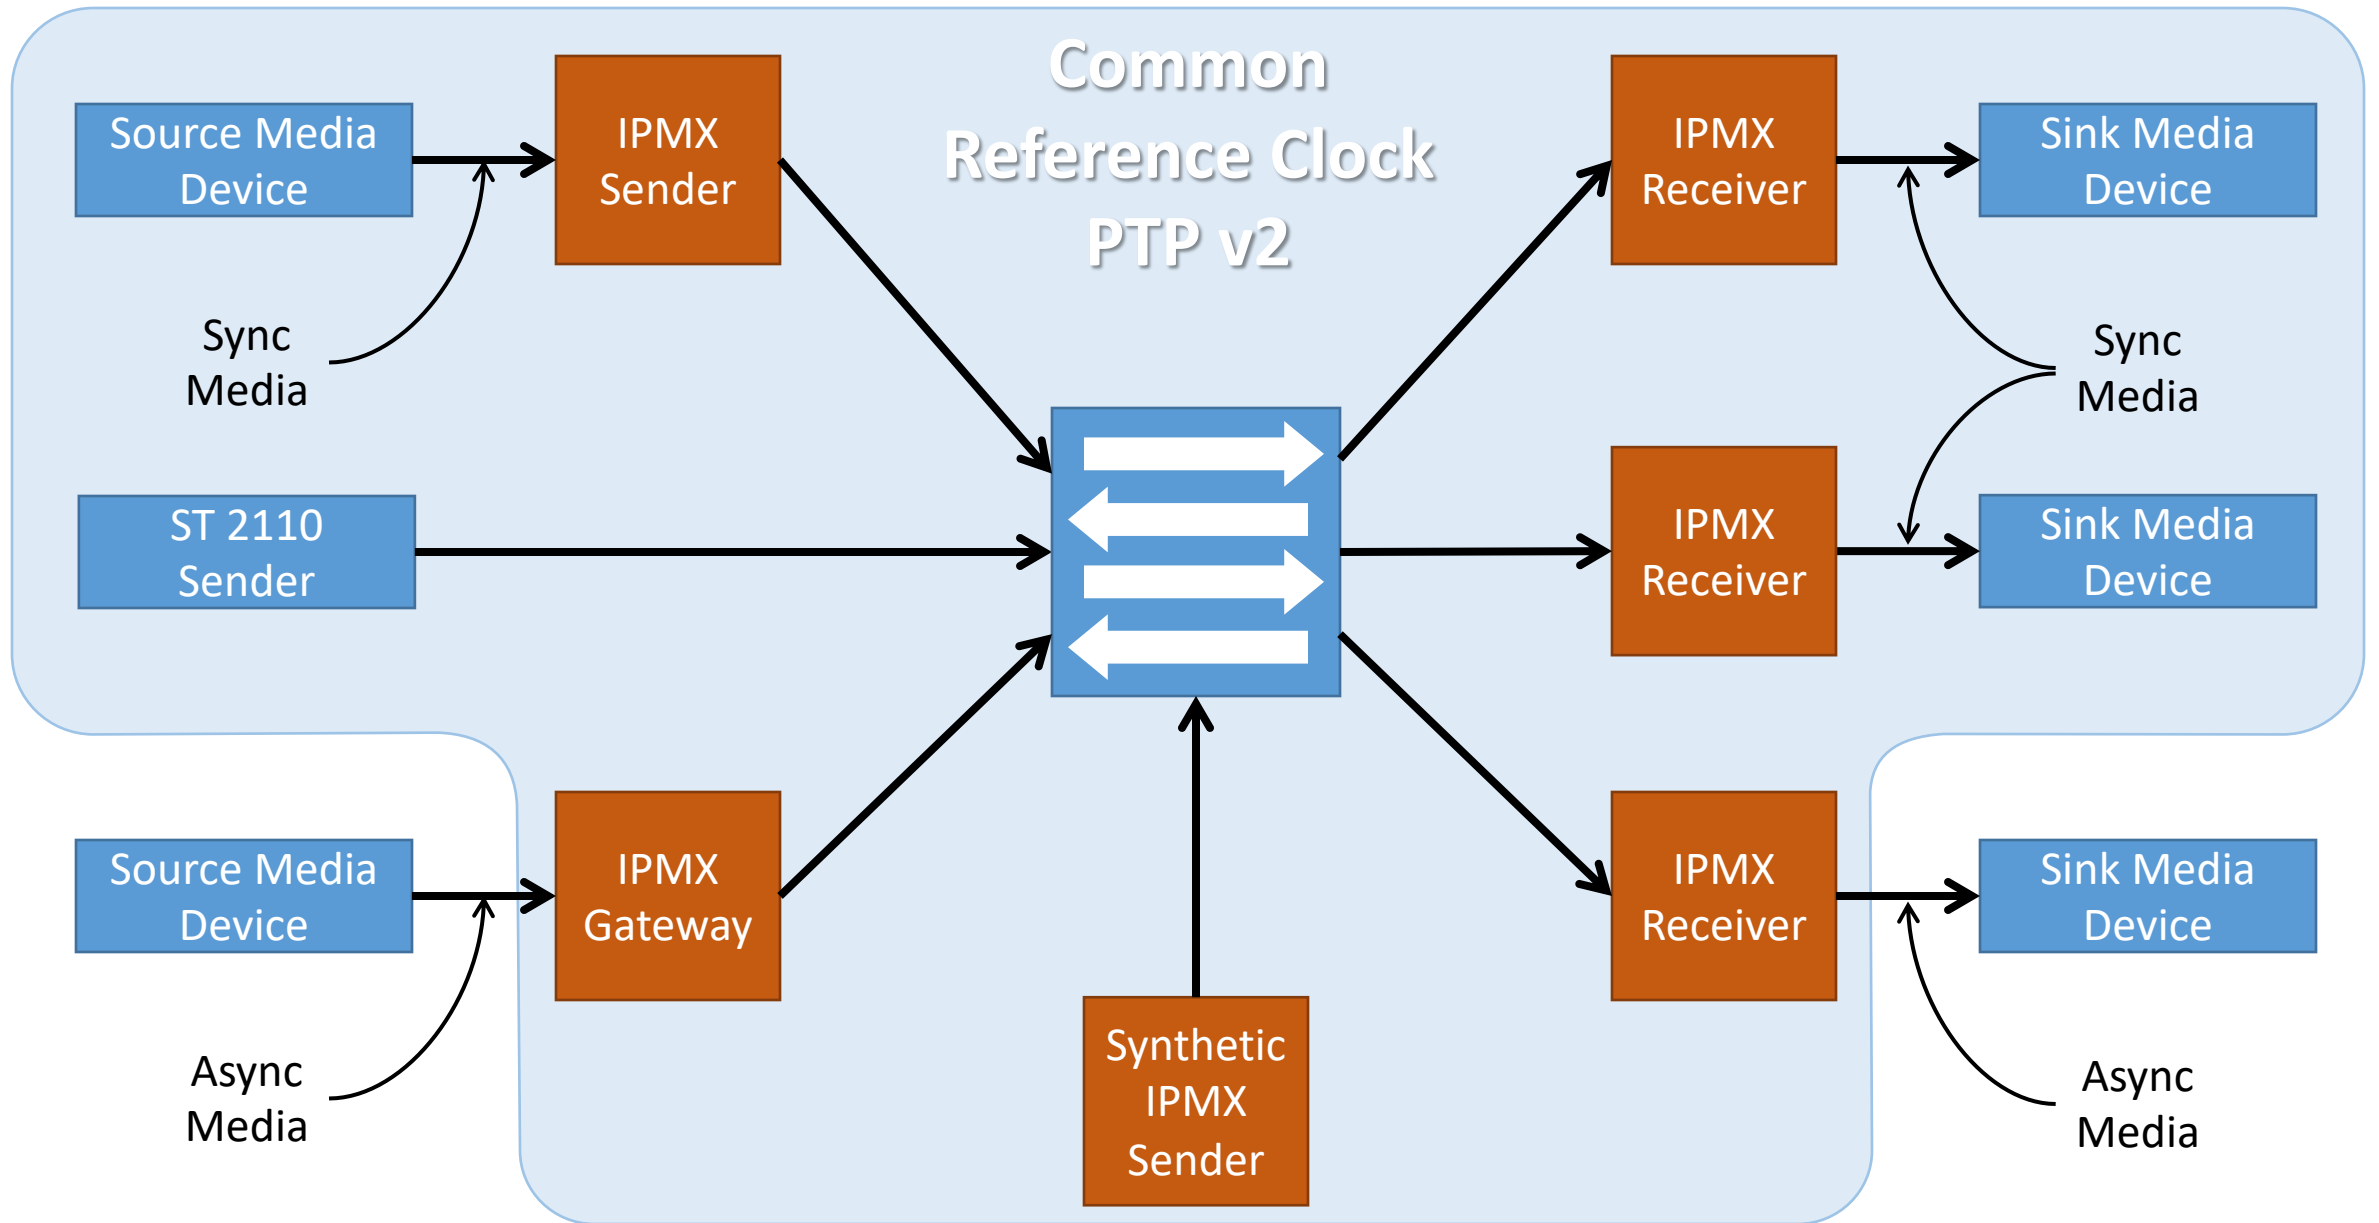 Common
Reference Clock
PTP v2
Source Media
Device
IPMX
Sender
IPMX
Receiver
Sink Media
Device
Sync
Media
Sync
Media
ST 2110
Sender
IPMX
Receiver
Sink Media
Device
Source Media
Device
IPMX
Gateway
IPMX
Receiver
Sink Media
Device
Async
Media
Synthetic
IPMX
Sender
Async
Media